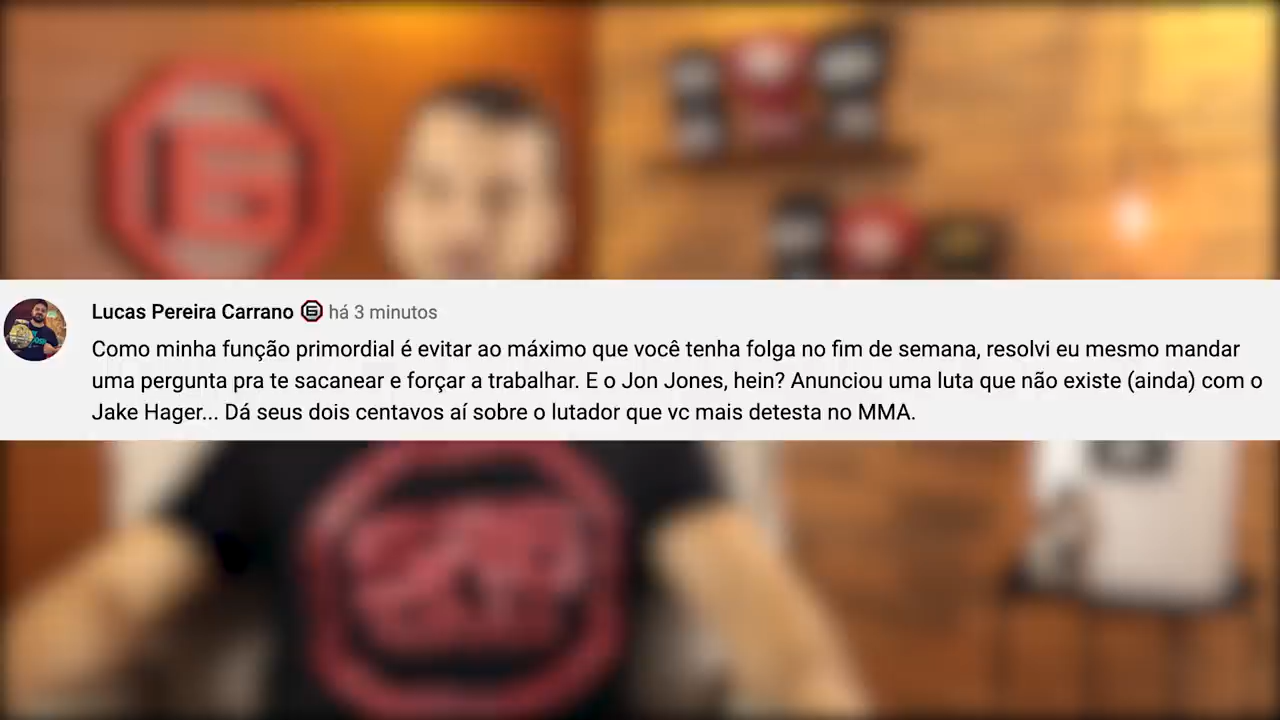 Lucas Pereira Carrano há 3 minutos
Como minha função primordial é evitar ao máximo que você tenha folga no fim de semana, resolvi eu mesmo mandar
uma pergunta pra te sacanear e forçar a trabalhar. E o Jon Jones, hein? Anunciou uma luta que não existe (ainda) com o
Jake Hager... Dá seus dois centavos aí sobre o lutador que vc mais detesta no MMA.